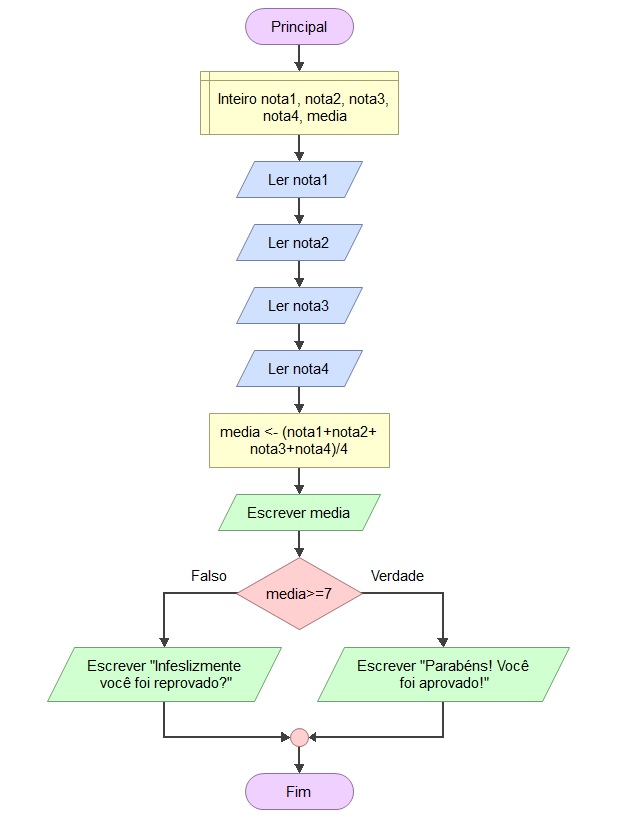 Principal
Inteiro nota1, nota2, nota3,
nota4, media
Ler nota1
Ler nota2
Ler nota3
Ler nota4
media <- (nota1+nota2+
nota3+nota4)/4
Escrever media
Falso
Verdade
media>=7
Escrever "Infeslizmente
você foi reprovado?"
Escrever "Parabéns! Você
foi aprovado!"
Fim